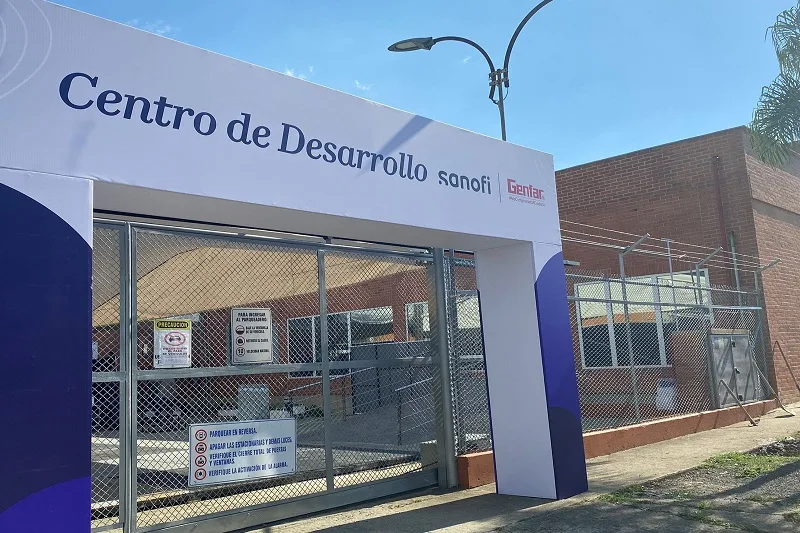 Centro de Desarrollo
sanofi
Genfar
PRECAUCIÓN
PARA INGRESAR
AL PARQUEADERO
PARQUEAR EN REVERSA.
APAGAR LAS ESTACIONARIAS Y DEMAS LUCES.
VERIFIQUE EL CIERRE TOTAL DE PUERTAS
Y VENTANAS.
VERIFIQUE LA ACTIVACIÓN DE LA ALARMA.